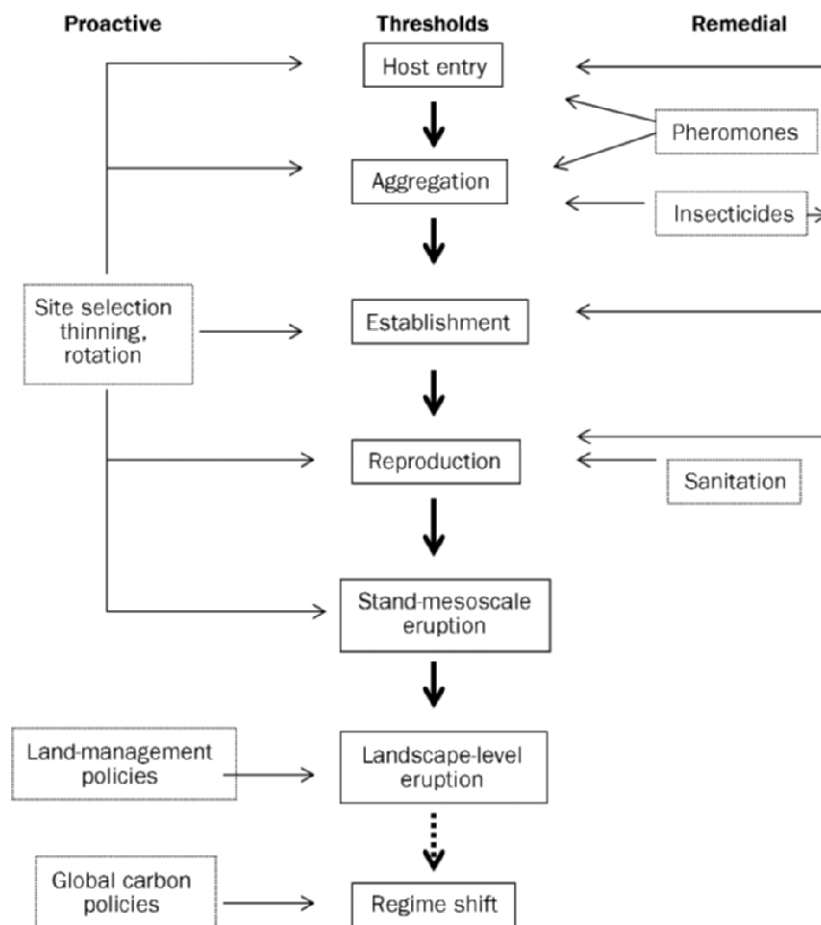 Proactive
Thresholds
Remedial
Host entry
Pheromones
Aggregation
Insecticides
Site selection
thinning,
rotation
Establishment
Reproduction
Sanitation
Stand-mesoscale
eruption
Land-management
policies
Landscape-level
eruption
Global carbon
policies
Regime shift